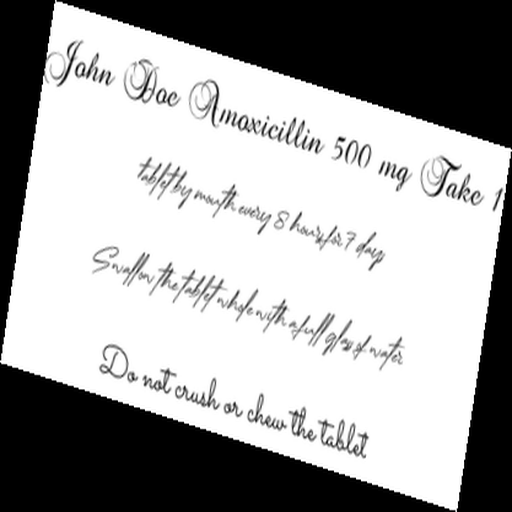 John Doe Amoxicillin 500 mg Take 1
tablet by mouth every 8 hours for 7 days
Swallow the tablet whole with a full glass of water
Do not crush or chew the tablet